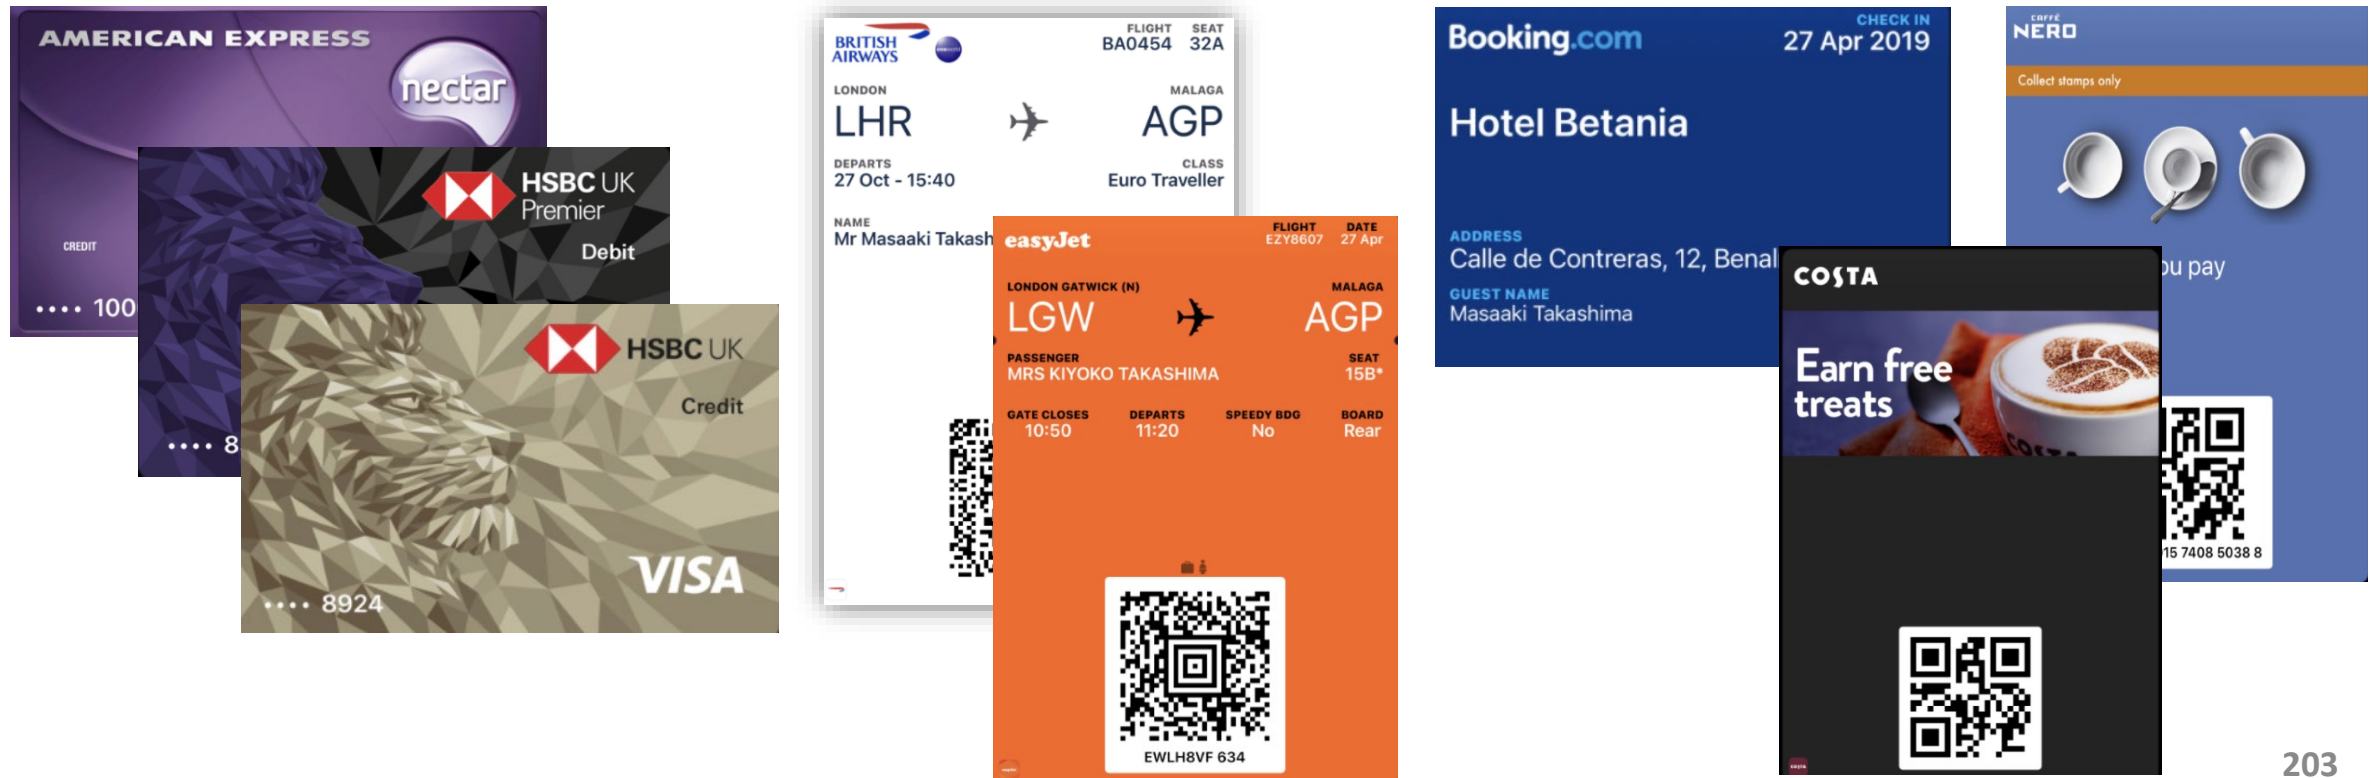 AMERICAN EXPRESS
nectar
CREDIT
•••• 100
HSBC UK
Premier
Debit
•••• 8
HSBC UK
Credit
VISA
•••• 8924
BRITISH
AIRWAYS
FLIGHT SEAT
BA0454 32A
LONDON MALAGA
LHR AGP
DEPARTS CLASS
27 Oct - 15:40 Euro Traveller
NAME
Mr Masaaki Takash
easyJet
FLIGHT DATE
EZY8607 27 Apr
LONDON GATWICK (N) MALAGA
LGW AGP
PASSENGER SEAT
MRS KIYOKO TAKASHIMA 15B*
GATE CLOSES DEPARTS SPEEDY BDG BOARD
10:50 11:20 No Rear
EWLH8VF 634
Booking.com
CHECK IN
27 Apr 2019
Hotel Betania
ADDRESS
Calle de Contreras, 12, Benal
GUEST NAME
Masaaki Takashima
CAFFÈ
NERO
Collect stamps only
ou pay
15 7408 5038 8
COSTA
Earn free
treats
COSTA
costa
203